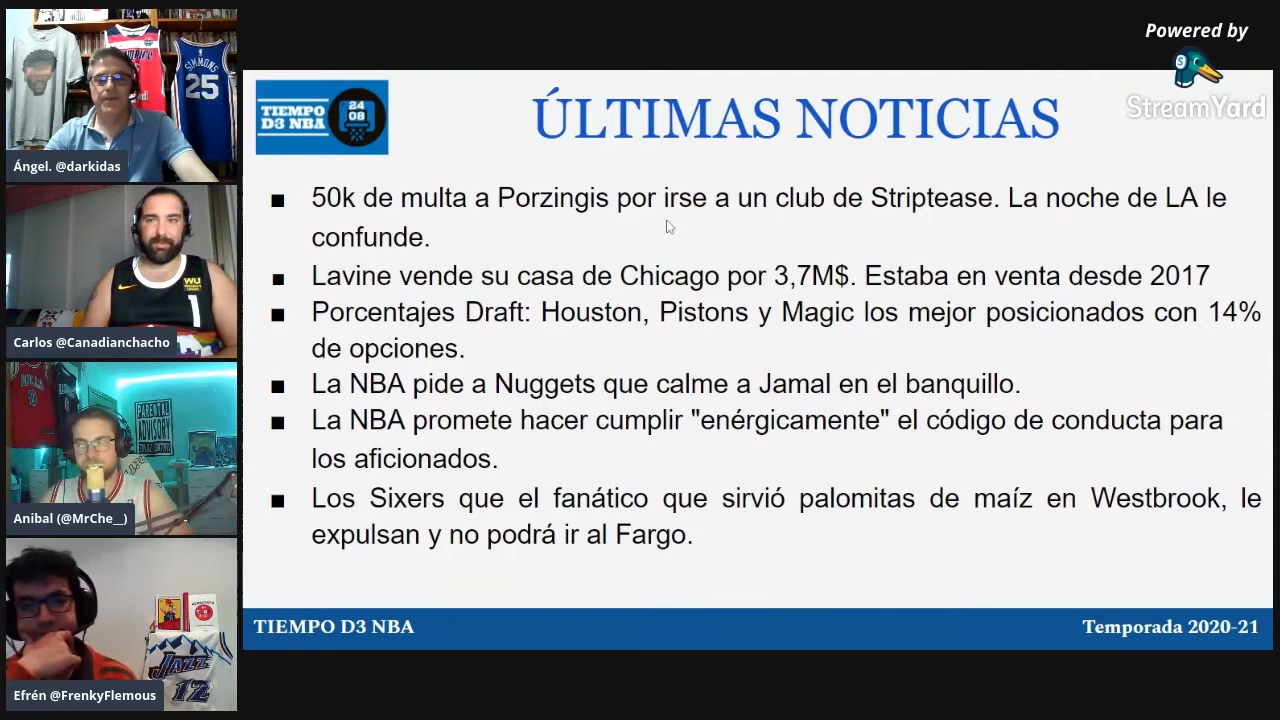 SIMMONS
25
Ángel. @darkidas
WU
1
Carlos @Canadianchacho
PARENTAL
ADVISORY
Anibal (@MrChe__)
JAZZ
12
Efrén @FrenkyFlemous
Powered by
StreamYard
TIEMPO
D3 NBA
24
08
ÚLTIMAS NOTICIAS
▪ 50k de multa a Porzingis por irse a un club de Striptease. La noche de LA le
confunde.
▪ Lavine vende su casa de Chicago por 3,7M$. Estaba en venta desde 2017
▪ Porcentajes Draft: Houston, Pistons y Magic los mejor posicionados con 14%
de opciones.
▪ La NBA pide a Nuggets que calme a Jamal en el banquillo.
▪ La NBA promete hacer cumplir "enérgicamente" el código de conducta para
los aficionados.
▪ Los Sixers que el fanático que sirvió palomitas de maíz en Westbrook, le
expulsan y no podrá ir al Fargo.
TIEMPO D3 NBA
Temporada 2020-21